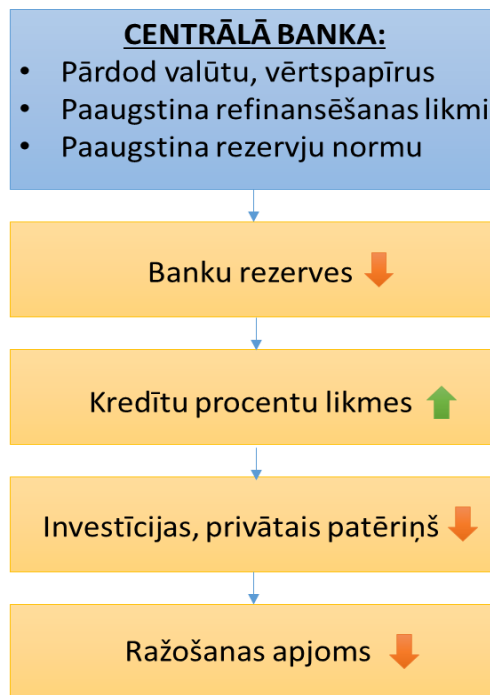 CENTRĀLĀ BANKA:
• Pārdod valūtu, vērtspapīrus
• Paaugstina refinansēšanas likmi
• Paaugstina rezervju normu
Banku rezerves
Kredītu procentu likmes
Investīcijas, privātais patēriņš
Ražošanas apjoms